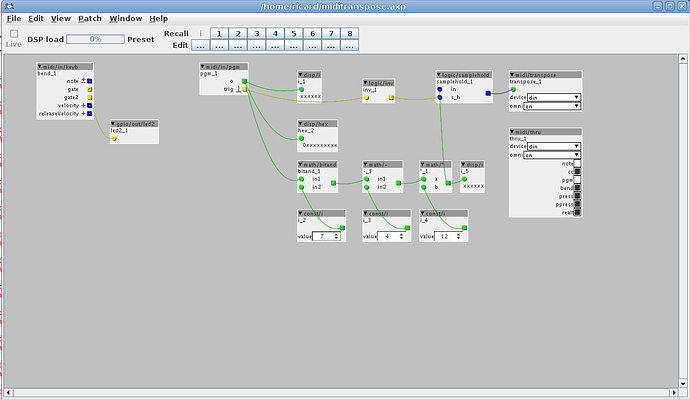 /home/ricard/miditranspose.axp
File Edit View Patch Window Help
Live
DSP load 0% Preset
Recall i 1 2 3 4 5 6 7 8
Edit ... ... ... ... ... ... ... ... ...
midi/in/keyb
bend_1
note
gate
gate2
velocity
releaseVelocity
gpio/out/led2
led2_1
midi/in/pgm
pgm_1
o
trig
disp/i
i_1
xxxxxx
logic/inv
inv_1
logic/samplehold
samplehold_1
in
s_h
midi/transpose
transpose_1
device din
omni on
disp/hex
hex_2
0xxxxxxxxx
midi/thru
thru_1
device din
omni on
note
cc
pgm
bend
press
ppress
realt
math/bitand
bitand_1
in1
in2
math/-
-_1
in1
in2
math/*
*_1
a
b
disp/i
i_5
xxxxxx
const/i
i_2
value 7
const/i
i_3
value 4
const/i
i_4
value 12